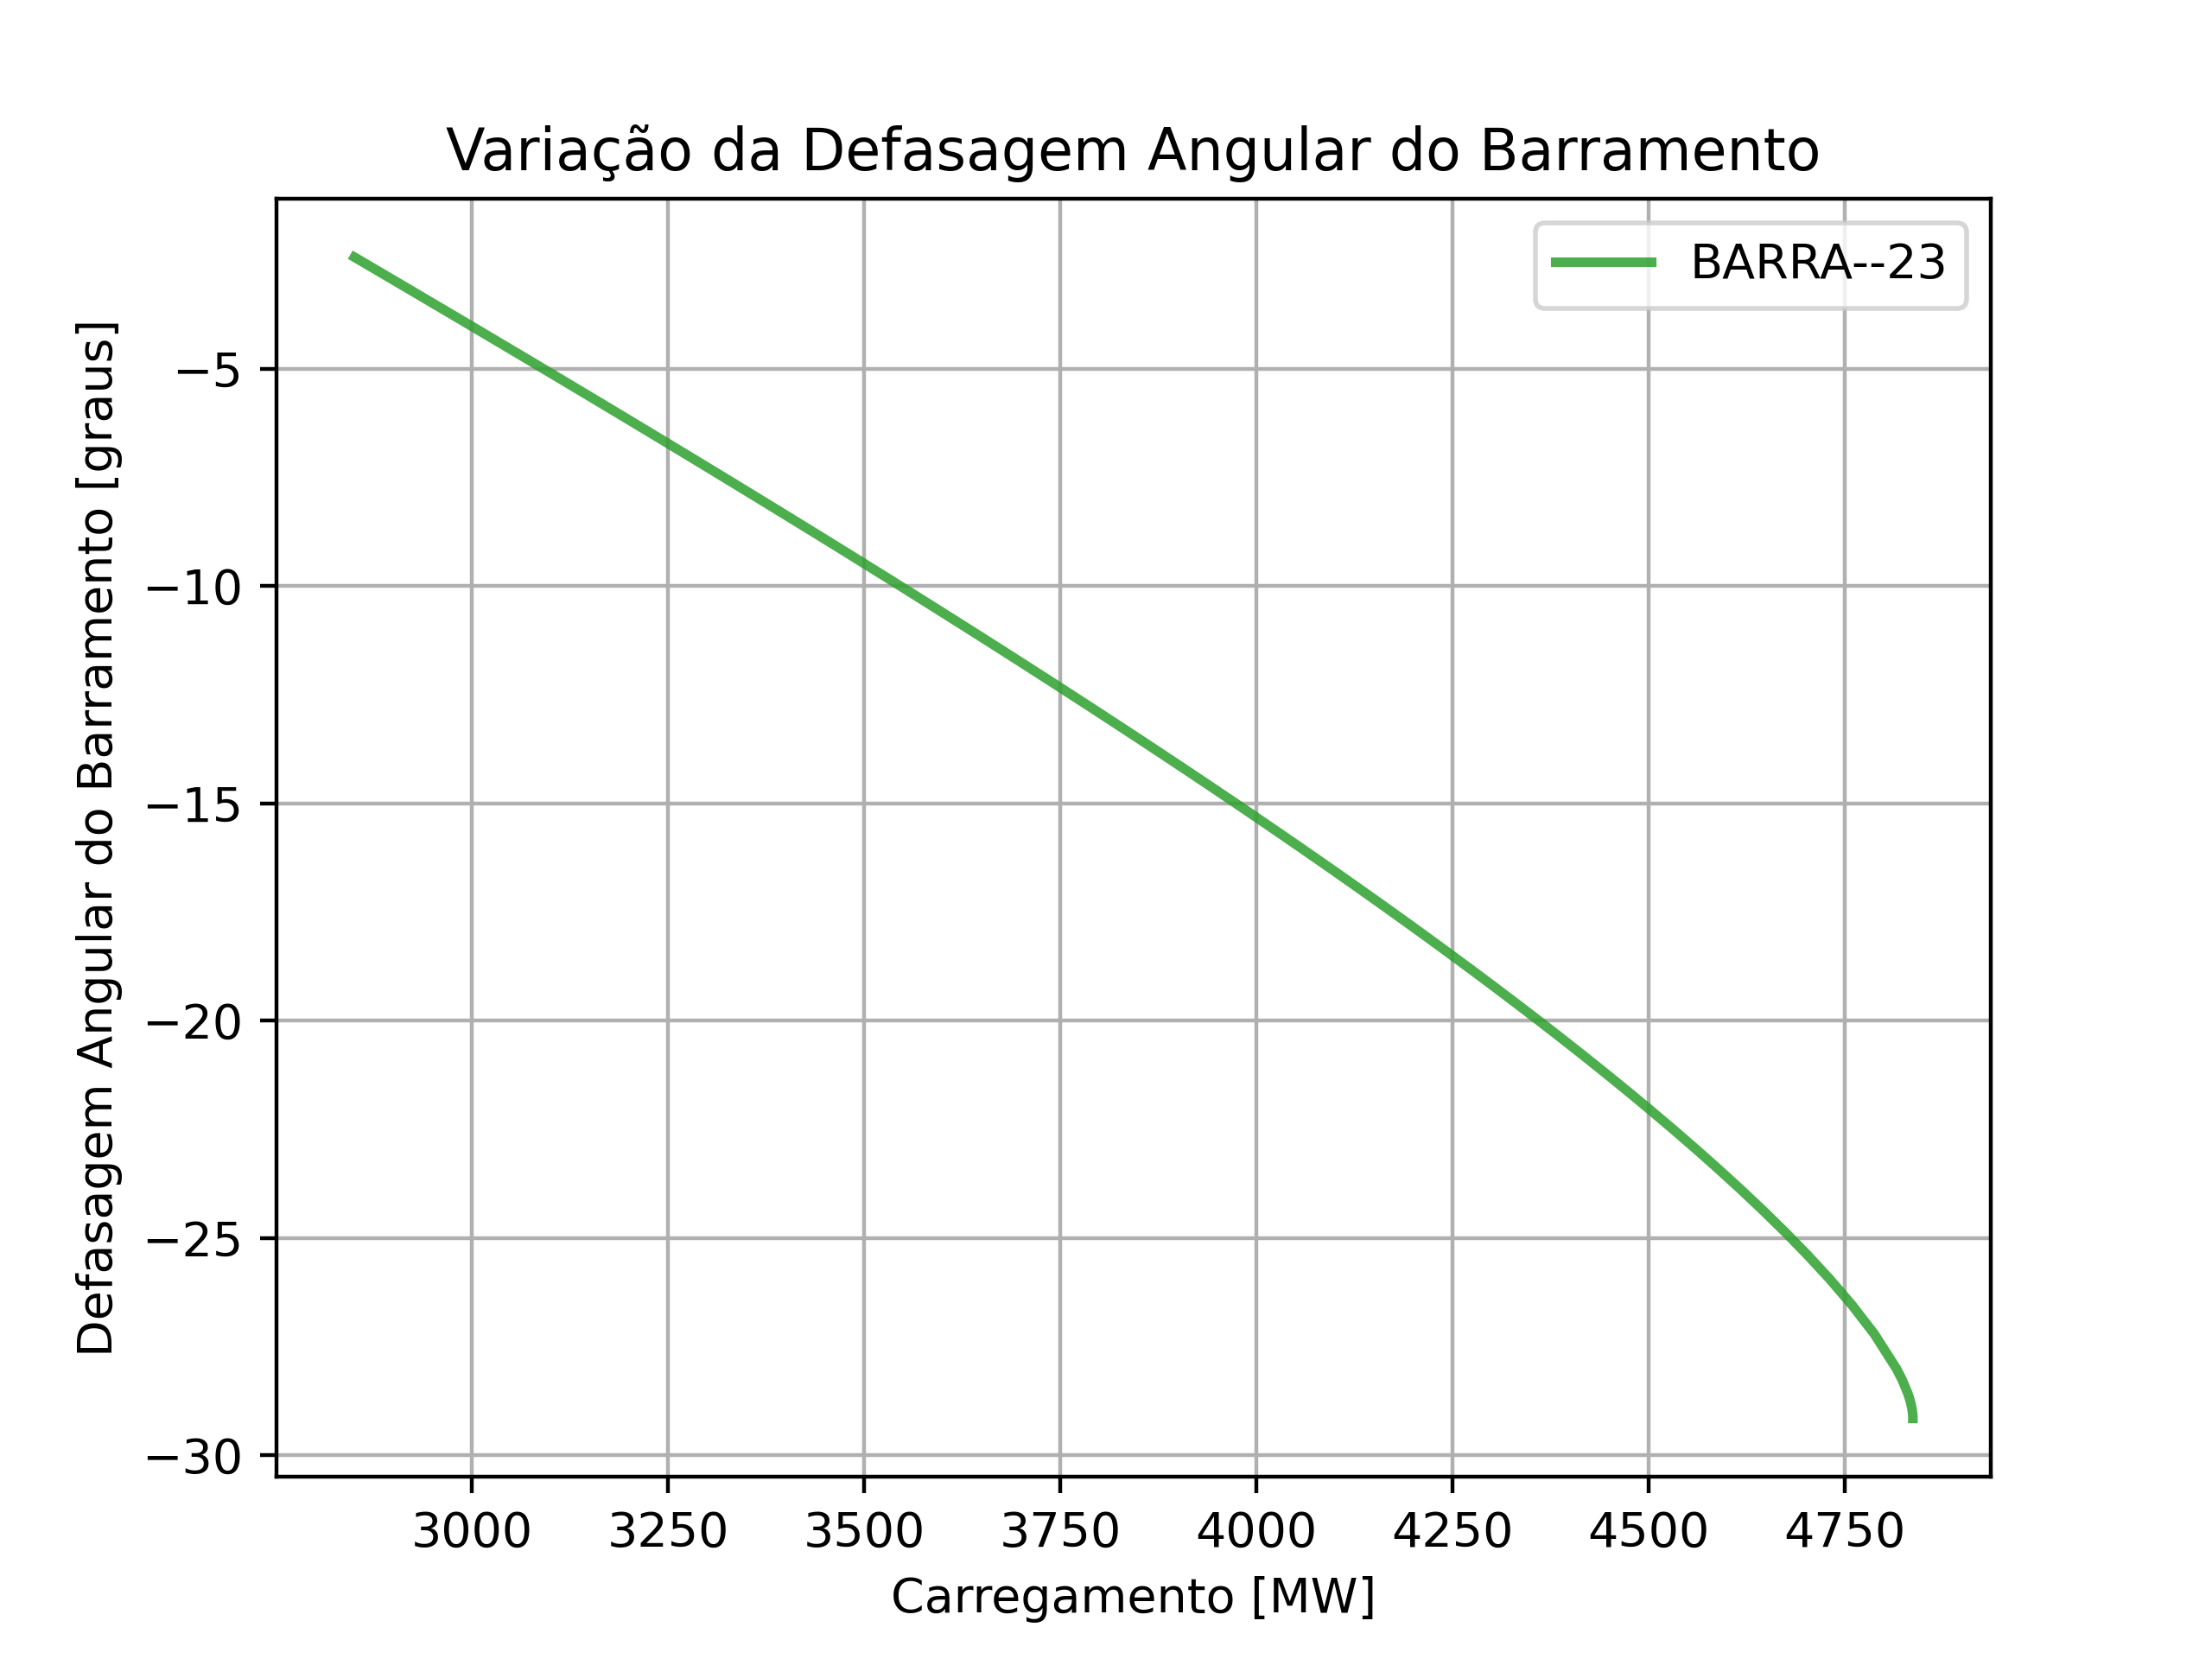 Variação da Defasagem Angular do Barramento
BARRA--23
Defasagem Angular do Barramento [graus]
−5
−10
−15
−20
−25
−30
3000 3250 3500 3750 4000 4250 4500 4750
Carregamento [MW]